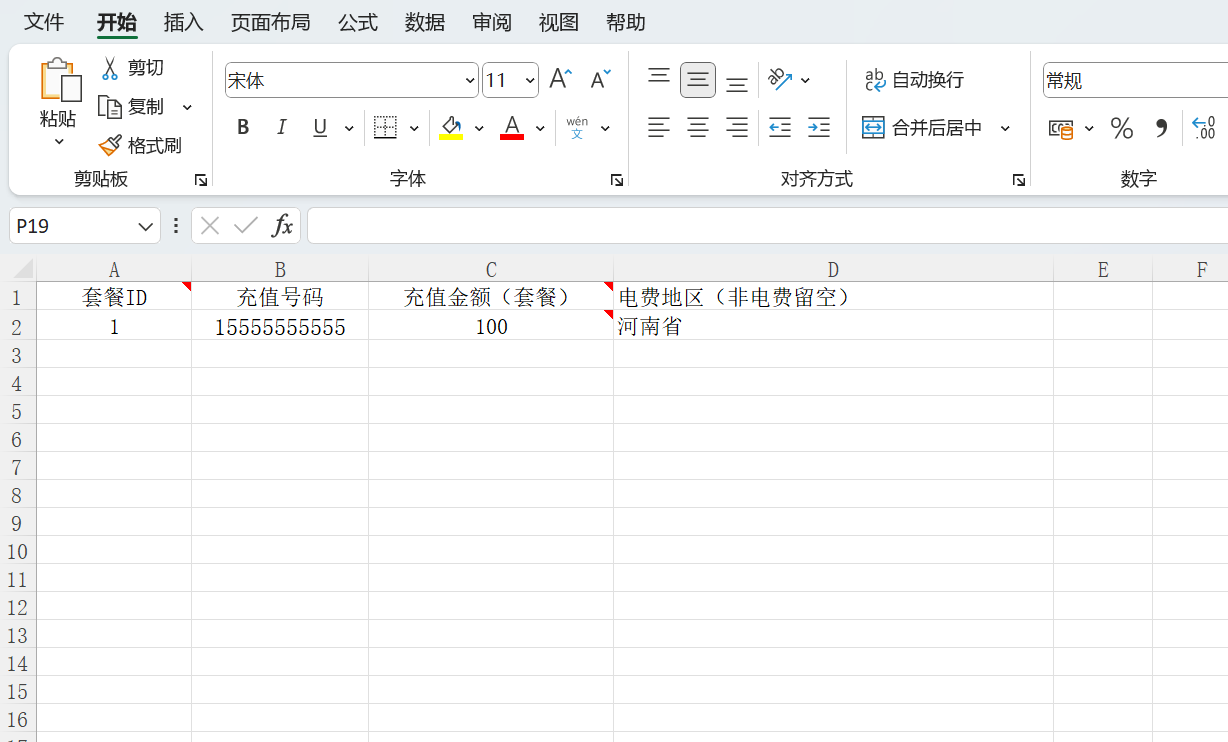 文件 开始 插入 页面布局 公式 数据 审阅 视图 帮助
剪切 宋体 11 A A ab 自动换行 常规
粘贴 复制 B I U A wén 文 合并后居中 % .00
格式刷
剪贴板 字体 对齐方式 数字
P19 fx
A B C D E F
1 套餐ID 充值号码 充值金额（套餐） 电费地区（非电费留空）
2 1 15555555555 100 河南省
3
4
5
6
7
8
9
10
11
12
13
14
15
16